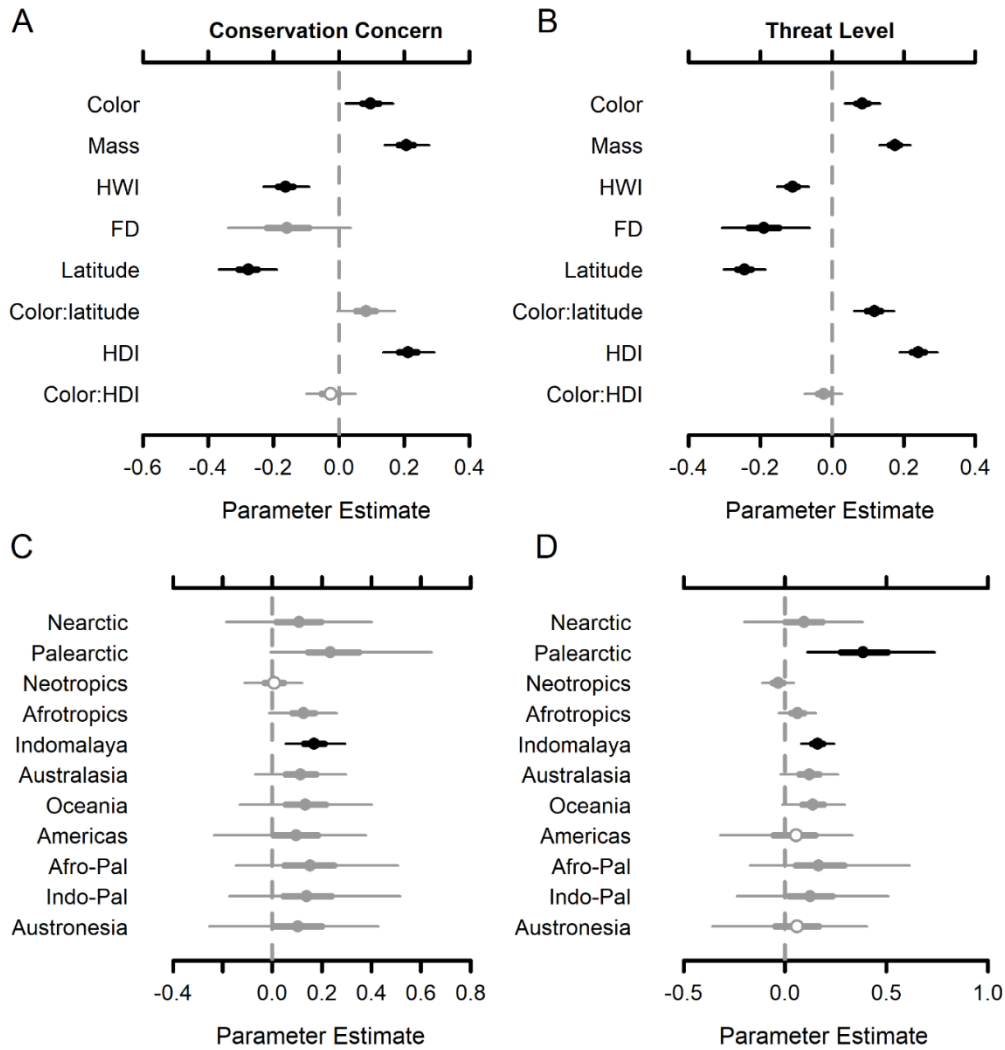 A
Conservation Concern
Color
Mass
HWI
FD
Latitude
Color:latitude
HDI
Color:HDI
-0.6 -0.4 -0.2 0.0 0.2 0.4
Parameter Estimate
B
Threat Level
Color
Mass
HWI
FD
Latitude
Color:latitude
HDI
Color:HDI
-0.4 -0.2 0.0 0.2 0.4
Parameter Estimate
C
Nearctic
Palearctic
Neotropics
Afrotropics
Indomalaya
Australasia
Oceania
Americas
Afro-Pal
Indo-Pal
Austronesia
-0.4 0.0 0.2 0.4 0.6 0.8
Parameter Estimate
D
Nearctic
Palearctic
Neotropics
Afrotropics
Indomalaya
Australasia
Oceania
Americas
Afro-Pal
Indo-Pal
Austronesia
-0.5 0.0 0.5 1.0
Parameter Estimate